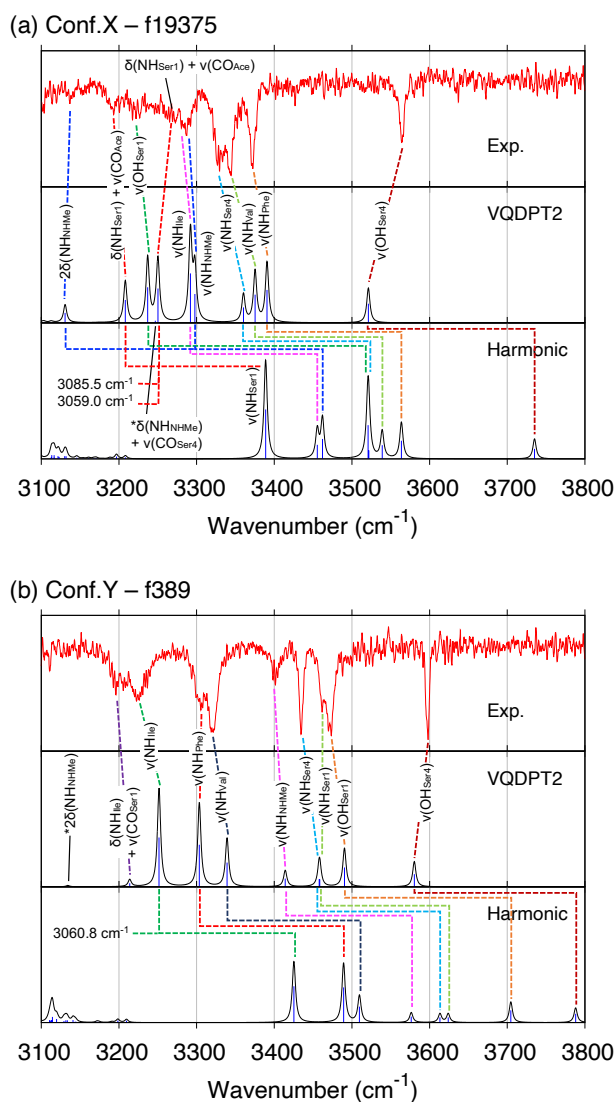 (a) Conf.X – f19375
δ(NHSer1) + ν(COAce)
Exp.
-2δ(NHNHMe)
δ(NHSer1) + ν(COAce)
ν(OHSer1)
ν(NHIle)
ν(NHNHMe)
ν(NHSer4)
ν(NHVal)
ν(NHPhe)
ν(OHSer4)
VQDPT2
Harmonic
3085.5 cm-1
3059.0 cm-1
*δ(NHNHMe)
+ ν(COSer4)
ν(NHSer1)
3100 3200 3300 3400 3500 3600 3700 3800
Wavenumber (cm-1)
(b) Conf.Y – f389
Exp.
*2δ(NHNHMe)
δ(NHIle)
+ ν(COSer1)
ν(NHIle)
ν(NHPhe)
ν(NHVal)
ν(NHNHMe)
ν(NHSer4)
ν(NHSer1)
ν(OHSer1)
ν(OHSer4)
VQDPT2
Harmonic
3060.8 cm-1
3100 3200 3300 3400 3500 3600 3700 3800
Wavenumber (cm-1)